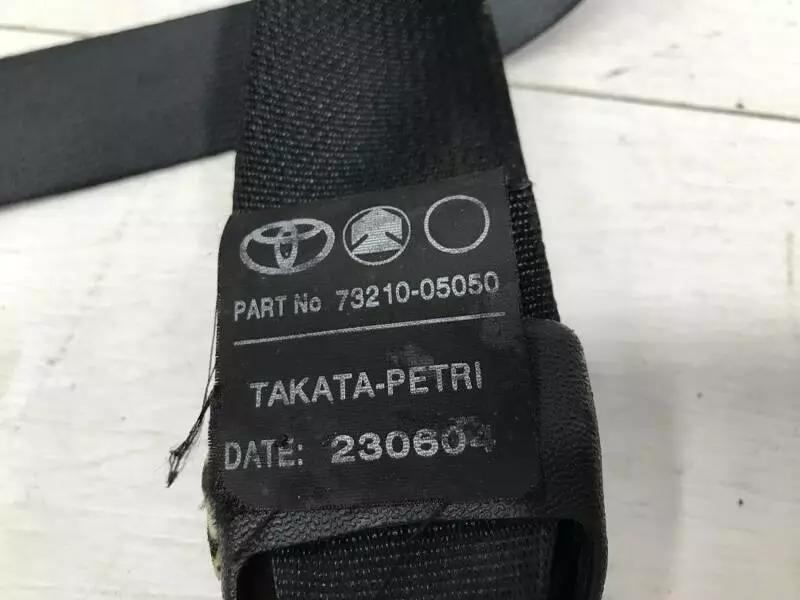 PART No 73210-05050
TAKATA-PETRI
DATE: 230604